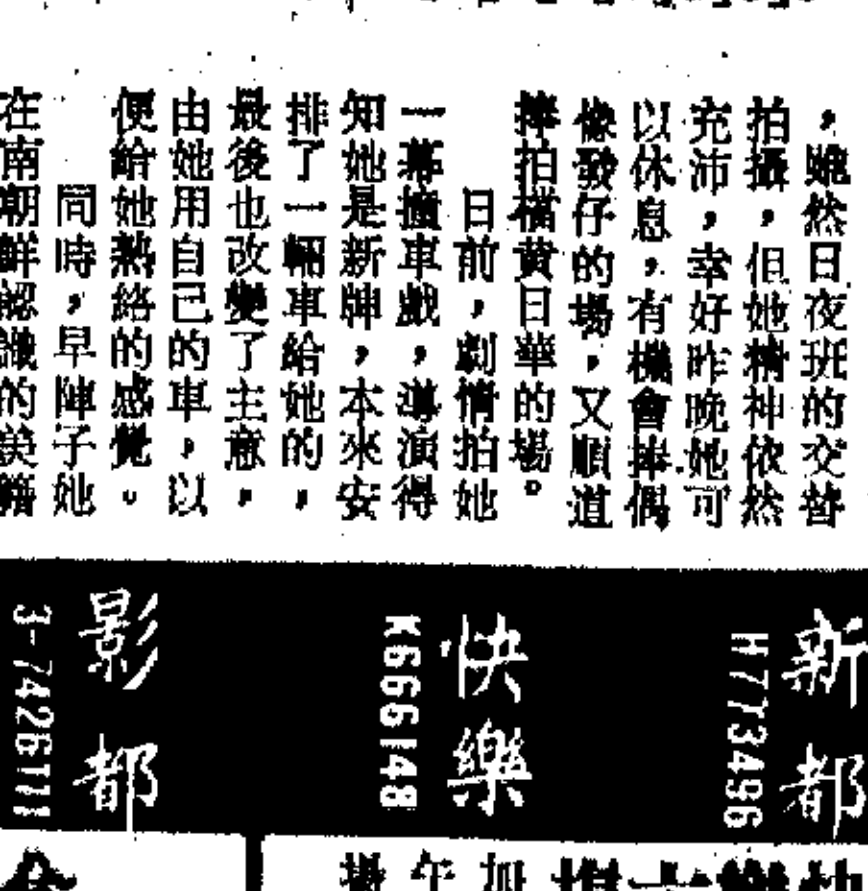 ，雖然日夜班的交替
拍攝，但她精神依然
充沛，幸好昨晚她可
以休息，有機會捧偶
像發仔的場，又順道
捧拍檔黃日華的場。
日前，劇情拍她
一幕撞車戲，導演得
知她是新牌，本來安
排了一輛車給她的，
最後也改變了主意，
由她用自己的車，以
便給她熟絡的感覺。
同時，早陣子她
在南朝鮮認識的美籍
新都
H773496
快樂
K666148
影都
3-7426111